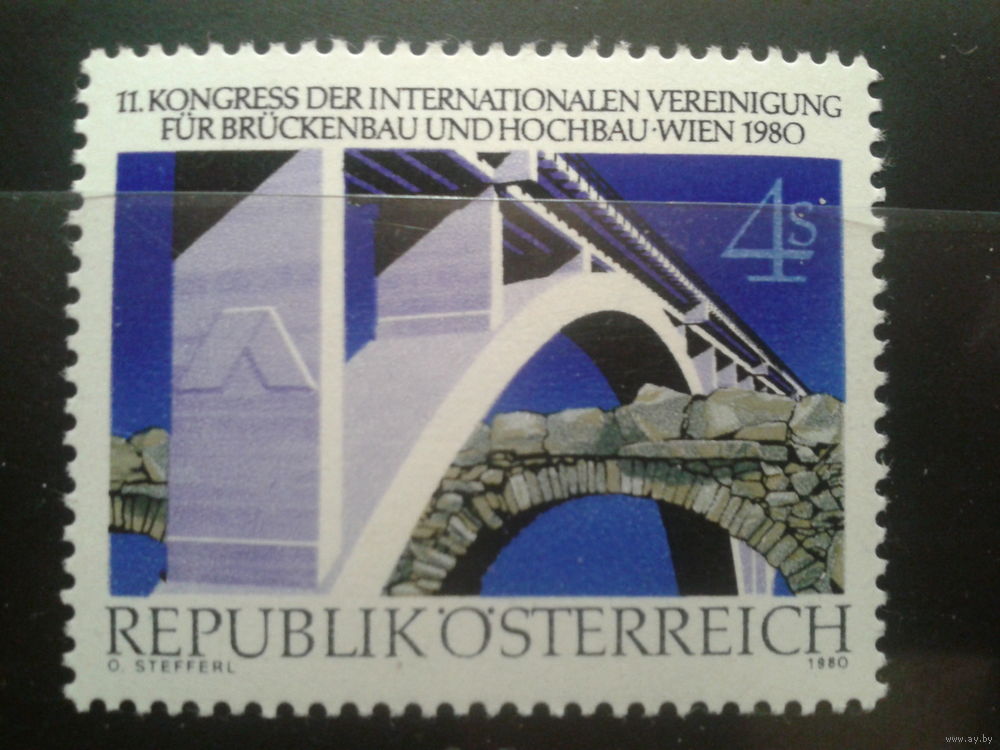 11. KONGRESS DER INTERNATIONALEN VEREINIGUNG
FÜR BRÜCKENBAU UND HOCHBAU·WIEN 1980
4s
REPUBLIK ÖSTERREICH
O. STEFFERL 1980
www.ay.by